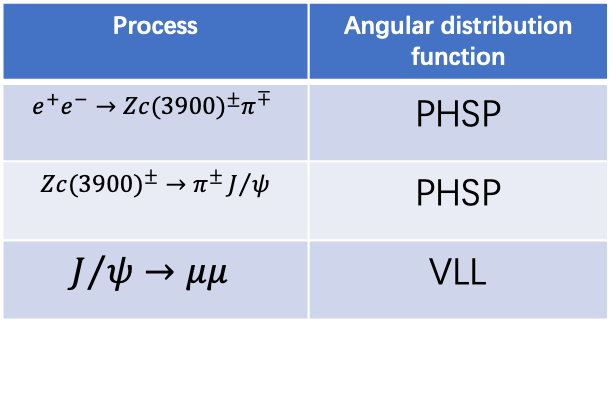 Process
Angular distribution
function
e⁺e⁻ → Zc(3900)±π∓
PHSP
Zc(3900)± → π± J/ψ
PHSP
J/ψ → μμ
VLL